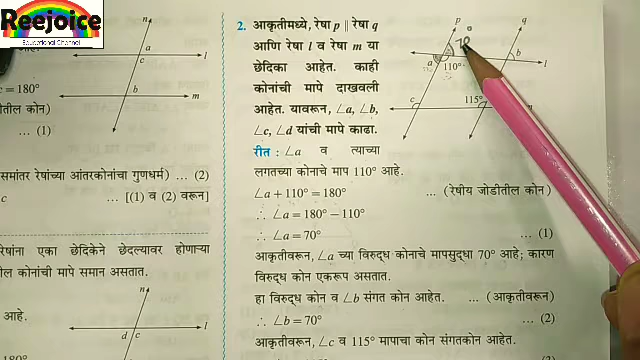 Reejoice
Educational Channel
n
a
l
c
b
m
c = 180°
तील कोन)
... (1)
समांतर रेषांच्या आंतरकोनांचा गुणधर्म) ... (2)
c ... [(1) व (2) वरून]
रेषांना एका छेदिकेने छेदल्यावर होणाऱ्या
तील कोनांची मापे समान असतात.
n
l
d c
आहे.
2. आकृतीमध्ये, रेषा p || रेषा q
आणि रेषा l व रेषा m या
छेदिका आहेत. काही
कोनांची मापे दाखवली
आहेत. यावरून, ∠a, ∠b,
∠c, ∠d यांची मापे काढा.
रीत : ∠a व त्याच्या
लगतच्या कोनाचे माप 110° आहे.
∠a + 110° = 180° ... (रेषीय जोडीतील कोन)
∴ ∠a = 180° − 110°
∴ ∠a = 70° ... (1)
आकृतीवरून, ∠a च्या विरुद्ध कोनाचे मापसुद्धा 70° आहे; कारण
विरुद्ध कोन एकरूप असतात.
हा विरुद्ध कोन व ∠b संगत कोन आहेत. ... (आकृतीवरून)
∴ ∠b = 70° ... (2)
आकृतीवरून, ∠c व 115° मापाचा कोन संगतकोन आहेत.
p
q
70°
a
110°
b
l
c
115°